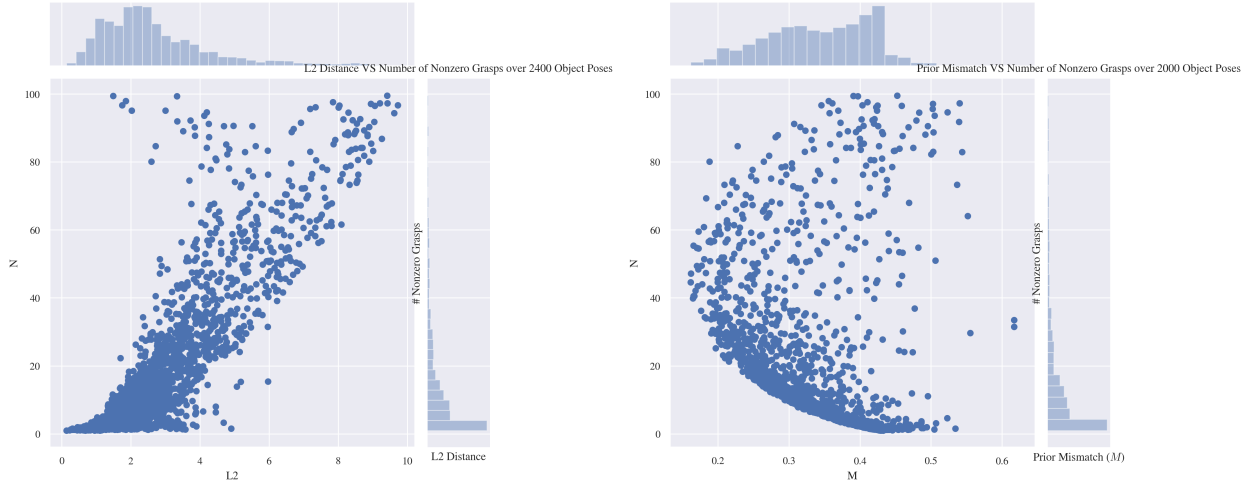 L2 Distance VS Number of Nonzero Grasps over 2400 Object Poses
100
80
60
40
20
0
N
# Nonzero Grasps
0 2 4 6 8 10
L2
L2 Distance
Prior Mismatch VS Number of Nonzero Grasps over 2000 Object Poses
100
80
60
40
20
0
N
# Nonzero Grasps
0.2 0.3 0.4 0.5 0.6
M
Prior Mismatch (M)